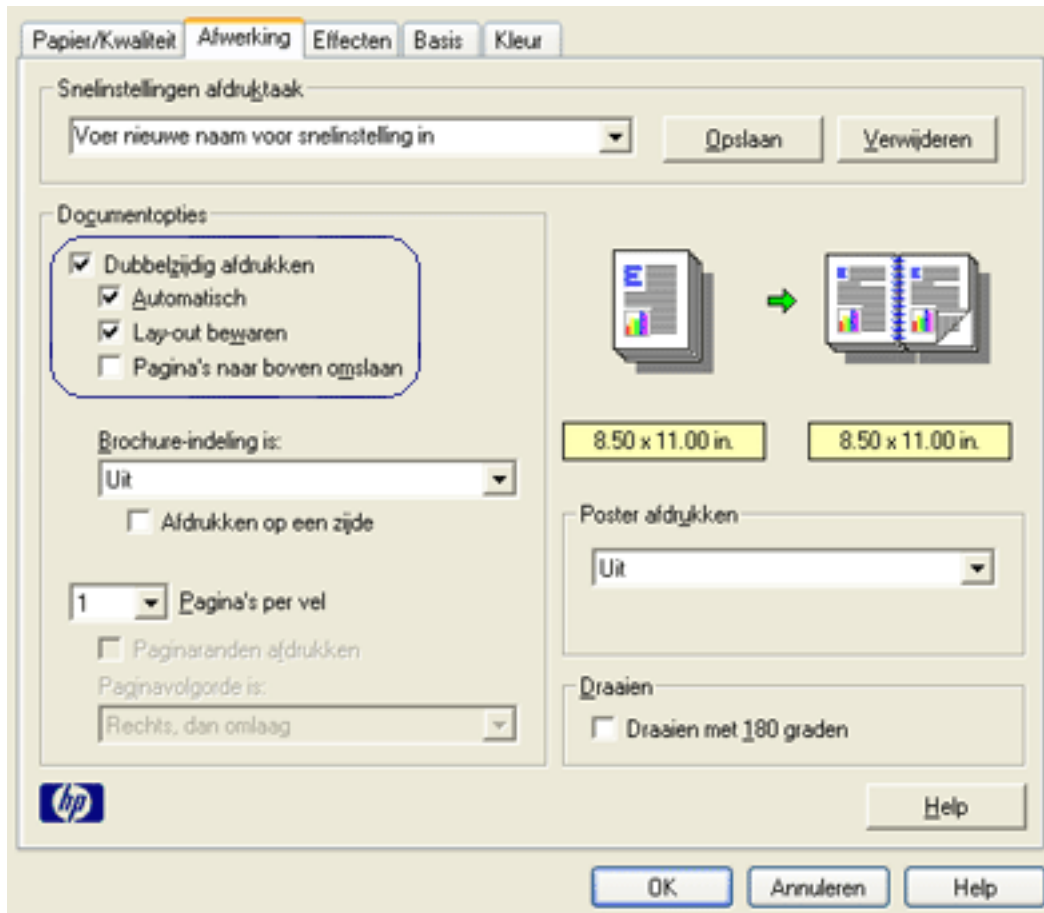 Papier/Kwaliteit Afwerking Effecten Basis Kleur
Snelinstellingen afdruktaak
Voer nieuwe naam voor snelinstelling in Opslaan Verwijderen
Documentopties
Dubbelzijdig afdrukken
Automatisch
Lay-out bewaren
Pagina's naar boven omslaan
Brochure-indeling is:
Uit
Afdrukken op een zijde
1 Pagina's per vel
Paginaranden afdrukken
Paginavolgorde is:
Rechts, dan omlaag
E
8.50 x 11.00 in. 8.50 x 11.00 in.
Poster afdrukken
Uit
Draaien
Draaien met 180 graden
hp
Help
OK Annuleren Help